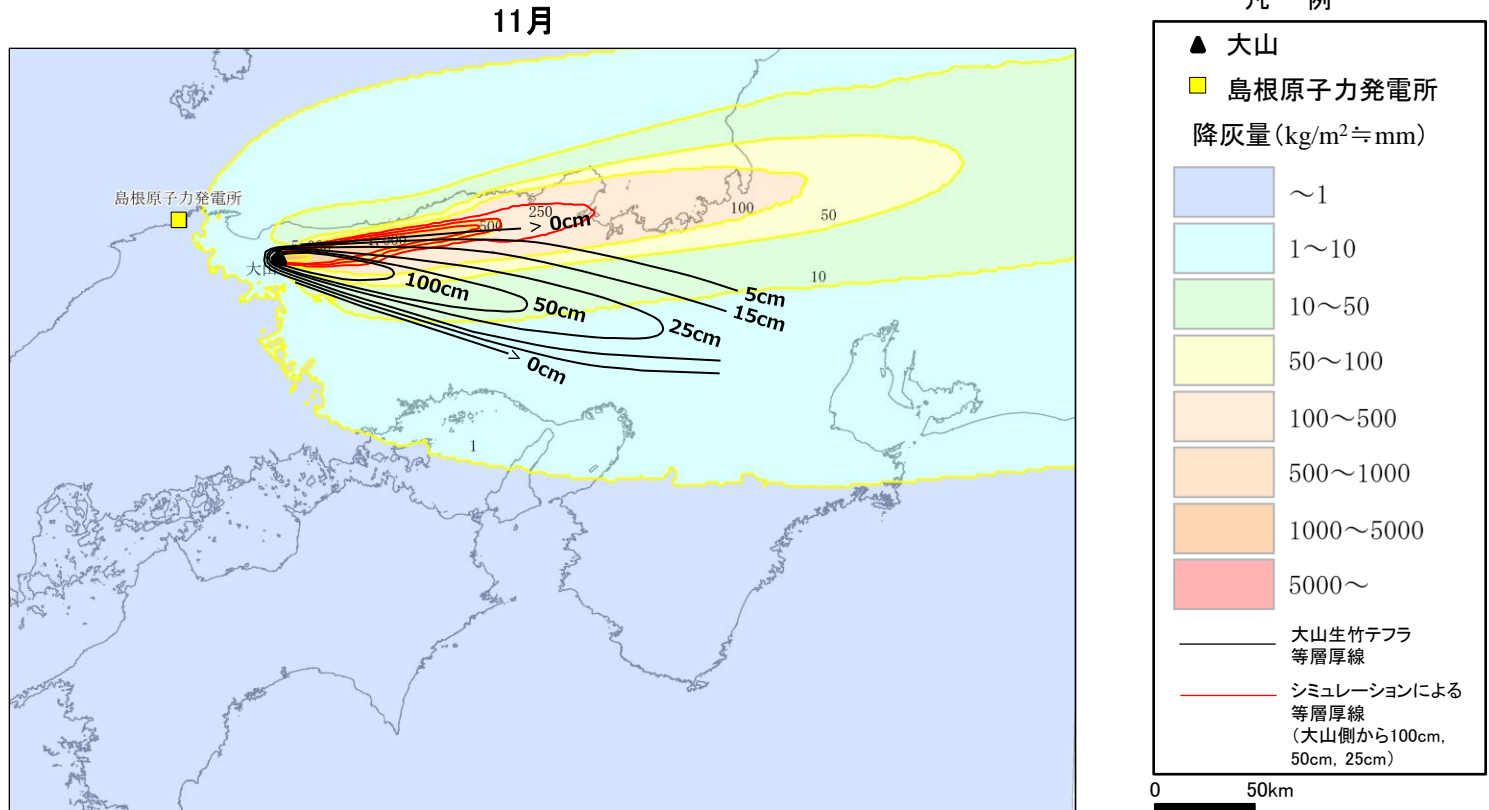 11月
凡 例
大山
島根原子力発電所
降灰量(kg/m²≒mm)
～1
1～10
10～50
50～100
100～500
500～1000
1000～5000
5000～
大山生竹テフラ
等層厚線
シミュレーションによる
等層厚線
(大山側から100cm,
50cm, 25cm)
0 50km
島根原子力発電所
大山
250
500
100
50
10
1
> 0cm
100cm
50cm
25cm
5cm
15cm
> 0cm